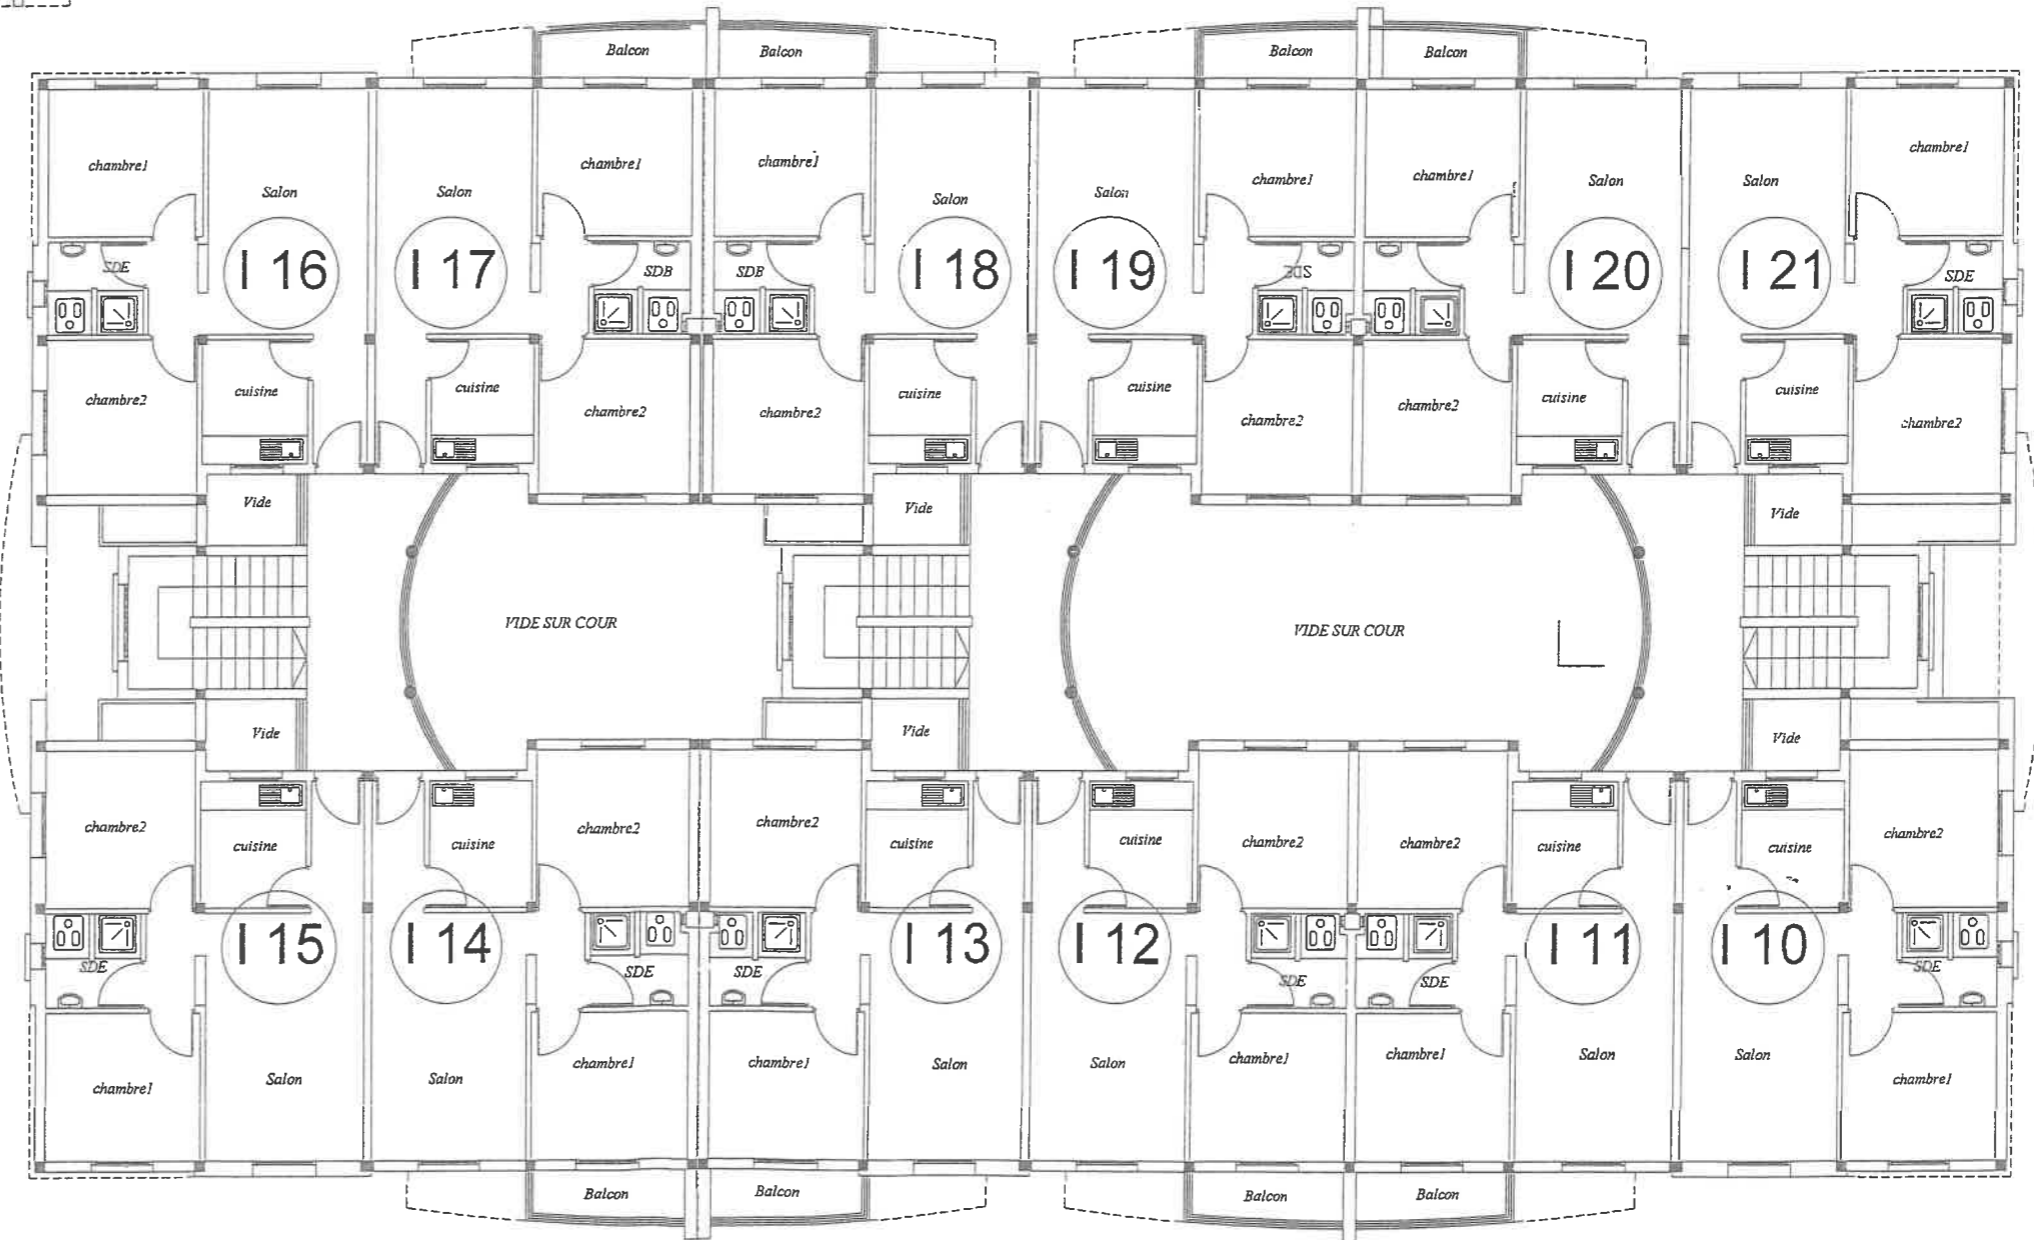 Balcon Balcon Balcon Balcon
chambre1 Salon Salon chambre1 chambre1 Salon Salon chambre1 chambre1 Salon Salon chambre1
SDE I 16 I 17 SDB SDB I 18 I 19 SDE I 20 I 21 SDE
chambre2 cuisine cuisine chambre2 chambre2 cuisine cuisine chambre2 chambre2 cuisine cuisine chambre2
Vide Vide Vide
VIDE SUR COUR VIDE SUR COUR
Vide Vide Vide
chambre2 cuisine cuisine chambre2 chambre2 cuisine cuisine chambre2 chambre2 cuisine cuisine chambre2
SDE I 15 I 14 SDE SDE I 13 I 12 SDE SDE I 11 I 10 SDE
chambre1 Salon Salon chambre1 chambre1 Salon Salon chambre1 chambre1 Salon Salon chambre1
Balcon Balcon Balcon Balcon